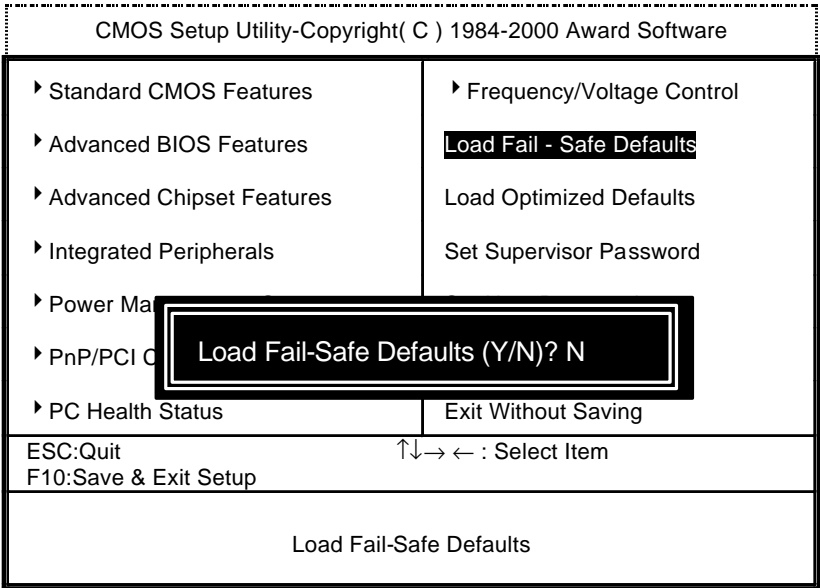 CMOS Setup Utility-Copyright( C ) 1984-2000 Award Software
Standard CMOS Features
Advanced BIOS Features
Advanced Chipset Features
Integrated Peripherals
Power
PnP/PCI
PC Health Status
Frequency/Voltage Control
Load Fail - Safe Defaults
Load Optimized Defaults
Set Supervisor Password
Exit Without Saving
Load Fail-Safe Defaults (Y/N)? N
ESC:Quit
↑↓→ ← : Select Item
F10:Save & Exit Setup
Load Fail-Safe Defaults